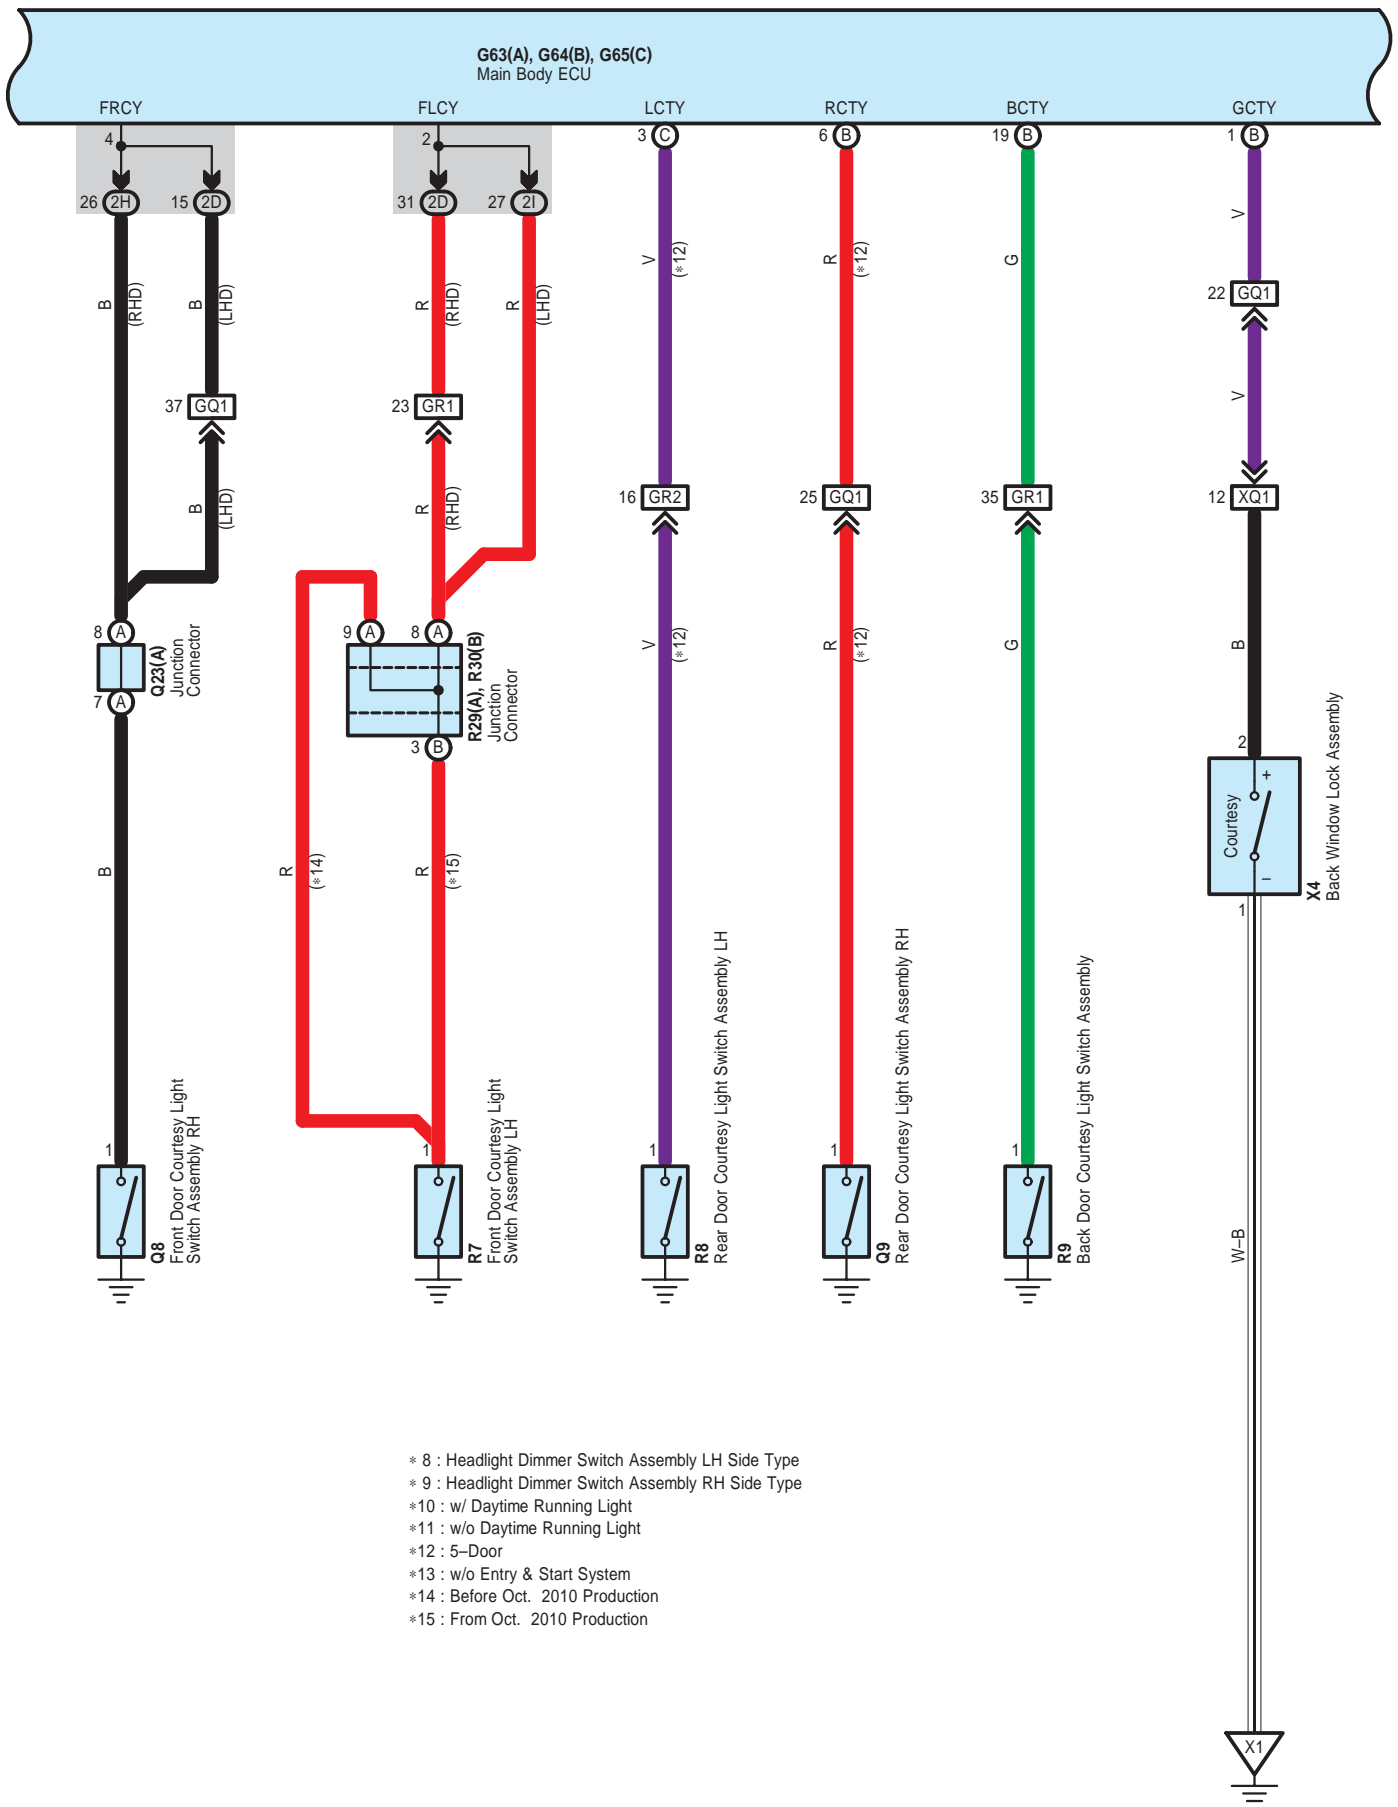 G63(A), G64(B), G65(C)
Main Body ECU
FRCY
FLCY
LCTY
RCTY
BCTY
GCTY
4
2
3 C
6 B
19 B
1 B
26 2H
15 2D
31 2D
27 2I
B
(RHD)
B
(LHD)
R
(RHD)
R
(LHD)
V
(*12)
R
(*12)
G
V
22 GQ1
37 GQ1
23 GR1
V
B
(LHD)
R
(RHD)
16 GR2
25 GQ1
35 GR1
12 XQ1
8 A
9 A
8 A
Q23(A)
Junction
Connector
R29(A), R30(B)
Junction
Connector
7 A
3 B
V
(*12)
R
(*12)
G
B
2
+
Courtesy
–
1
X4
Back Window Lock Assembly
B
R
(*14)
R
(*15)
1
1
1
1
1
Q8
Front Door Courtesy Light
Switch Assembly RH
R7
Front Door Courtesy Light
Switch Assembly LH
R8
Rear Door Courtesy Light Switch Assembly LH
Q9
Rear Door Courtesy Light Switch Assembly RH
R9
Back Door Courtesy Light Switch Assembly
W–B
* 8 : Headlight Dimmer Switch Assembly LH Side Type
* 9 : Headlight Dimmer Switch Assembly RH Side Type
*10 : w/ Daytime Running Light
*11 : w/o Daytime Running Light
*12 : 5–Door
*13 : w/o Entry & Start System
*14 : Before Oct. 2010 Production
*15 : From Oct. 2010 Production
X1